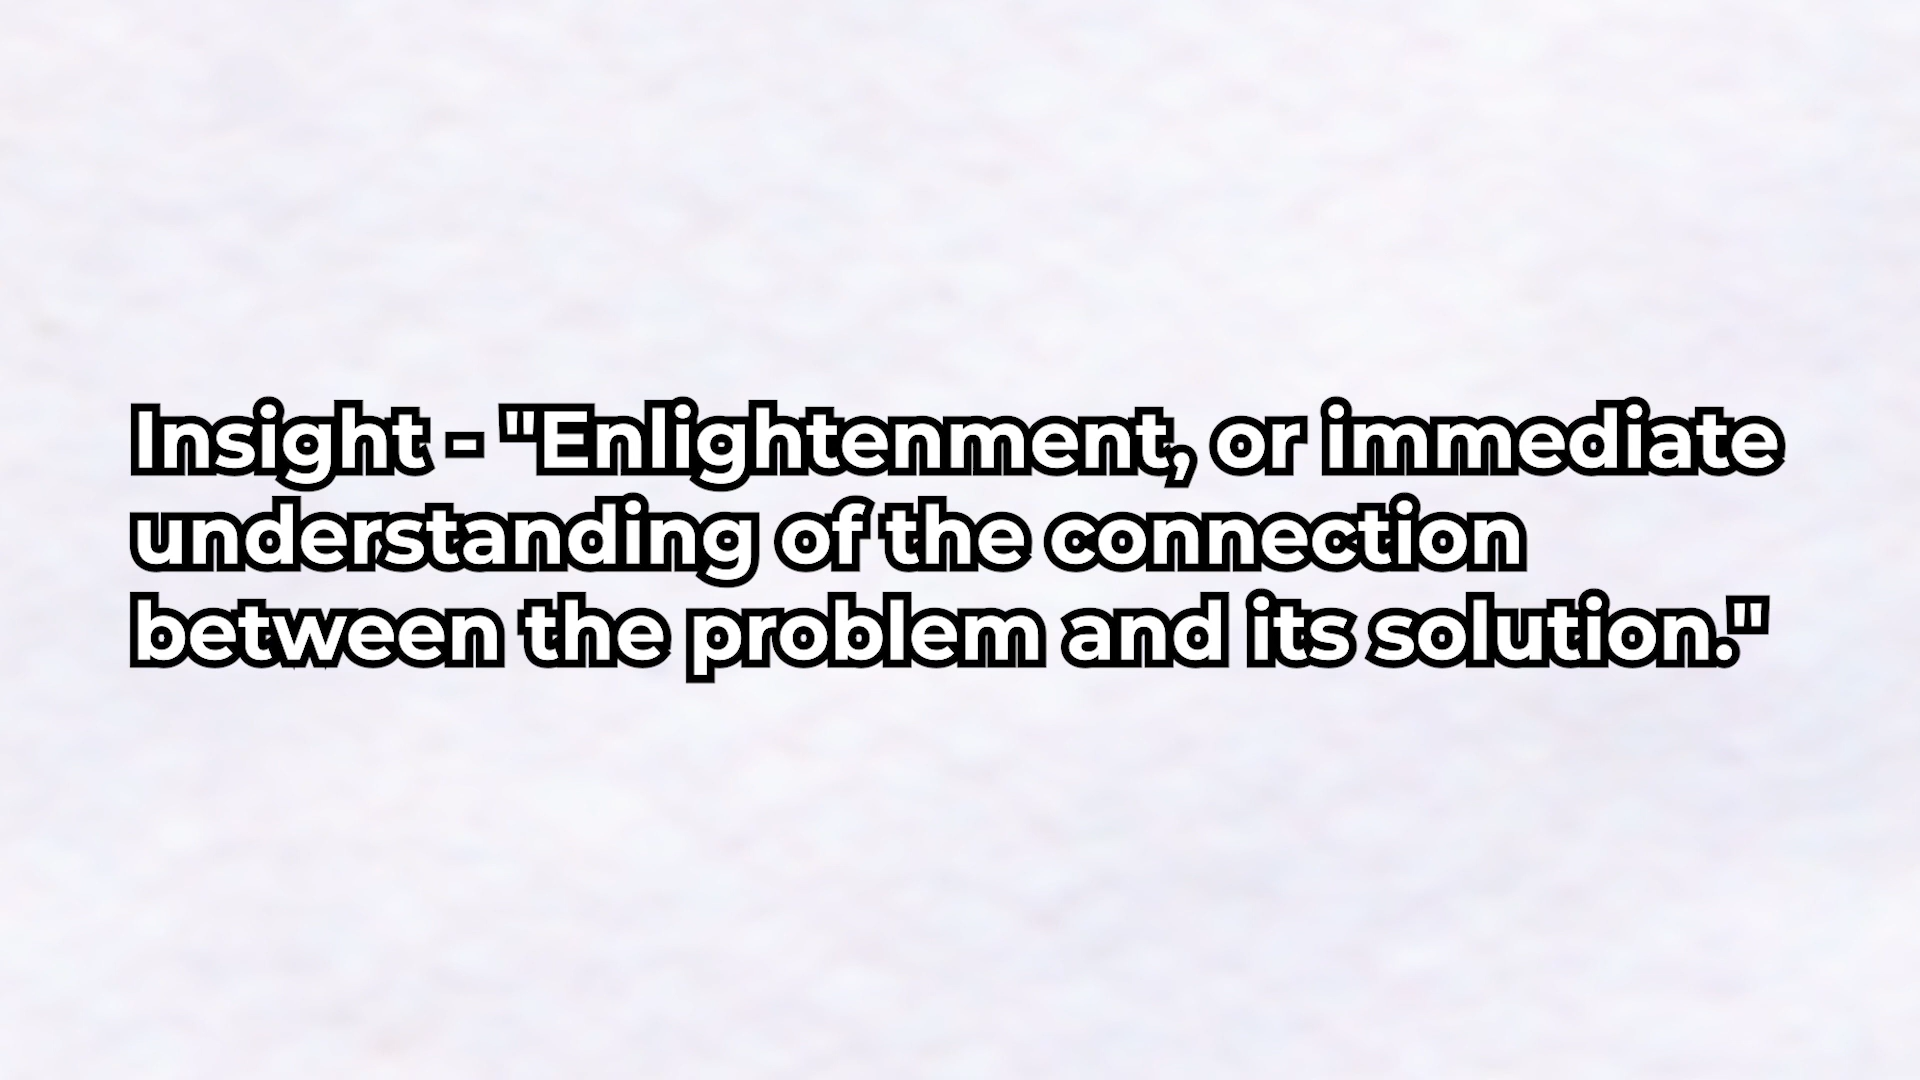 Insight - "Enlightenment, or immediate
understanding of the connection
between the problem and its solution."